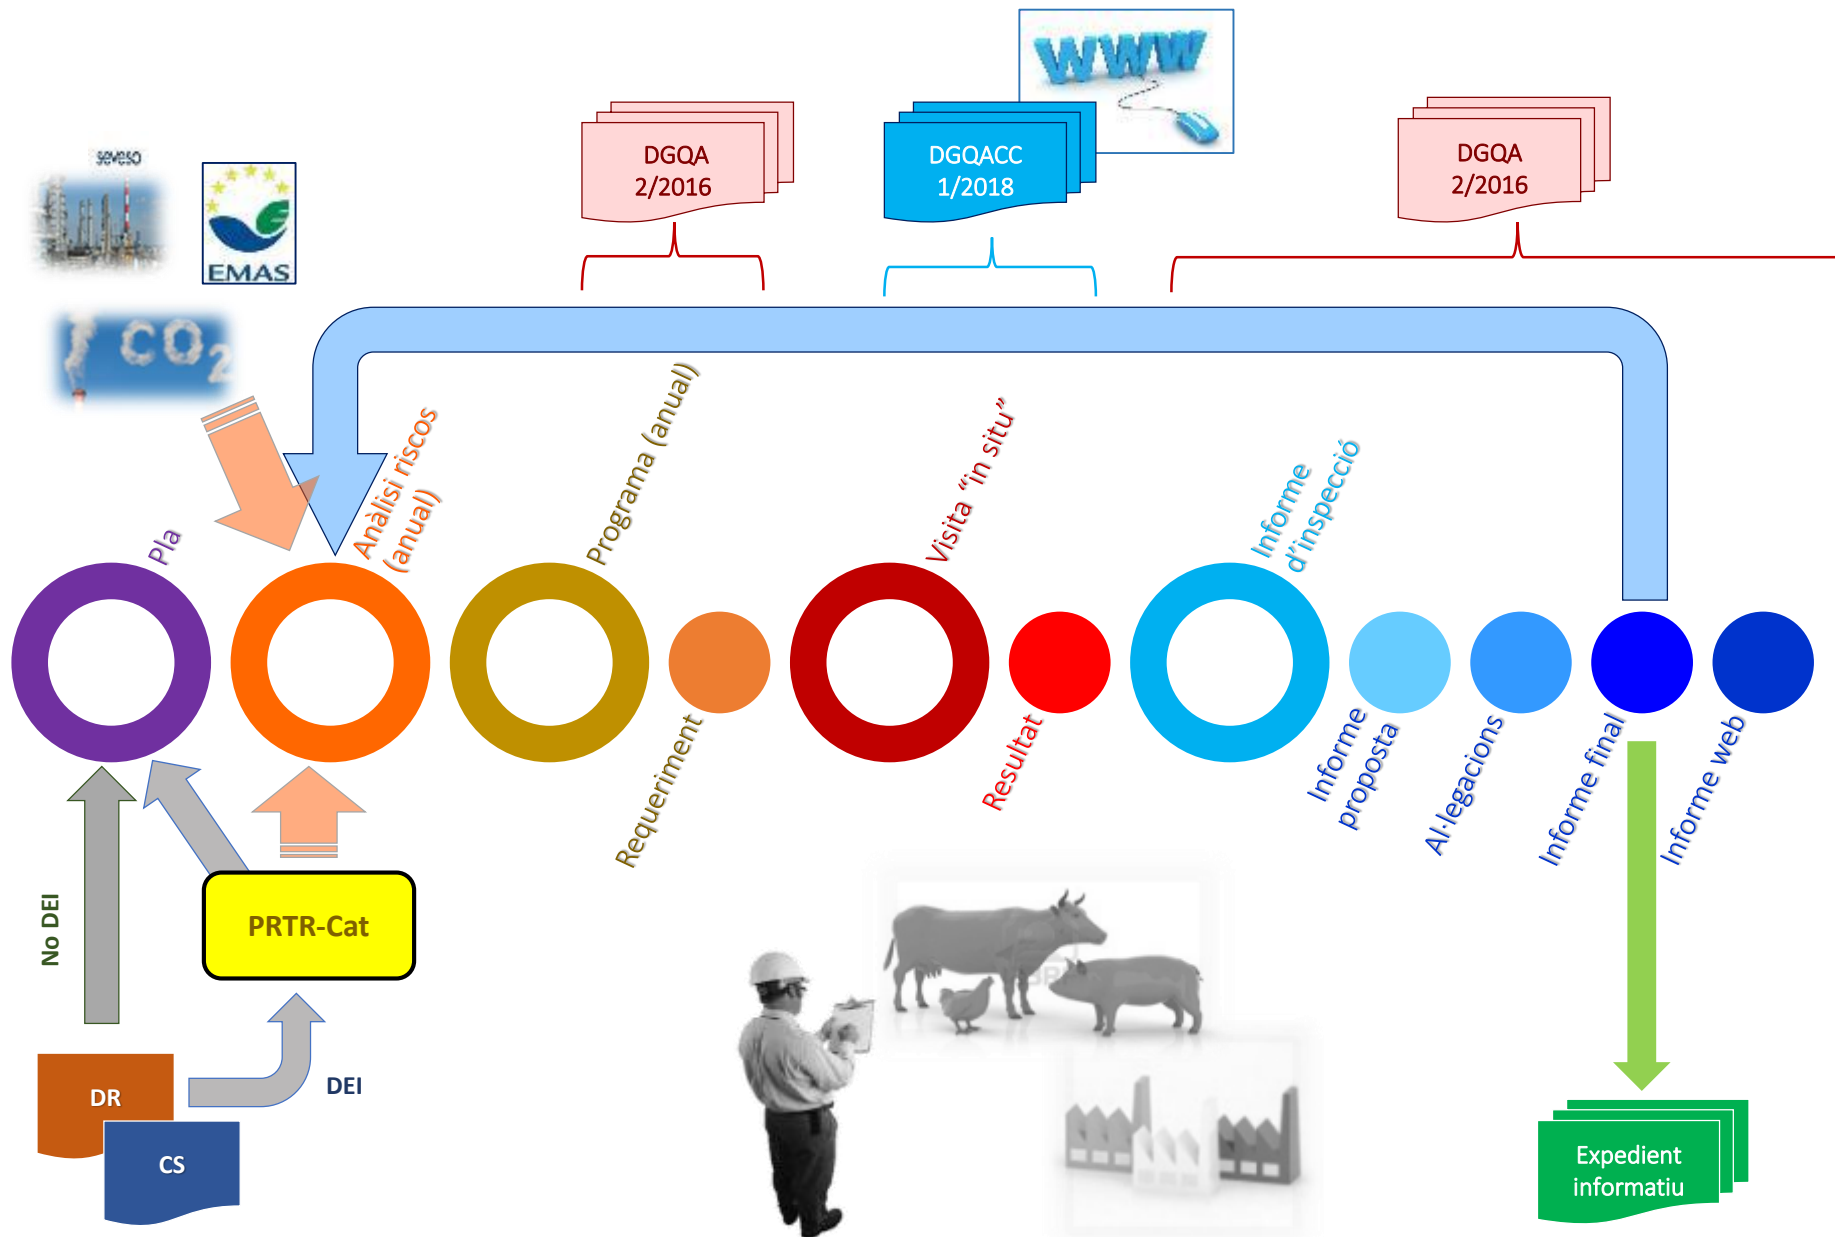 WWW
seveso
EMAS
CO₂
DGQA
2/2016
DGQACC
1/2018
DGQA
2/2016
Pla
Anàlisi riscos
(anual)
Programa (anual)
Requeriment
Visita “in situ”
Resultat
Informe
d’inspecció
Informe
proposta
Al·legacions
Informe final
Informe web
No DEI
PRTR-Cat
DEI
DR
CS
Expedient
informatiu